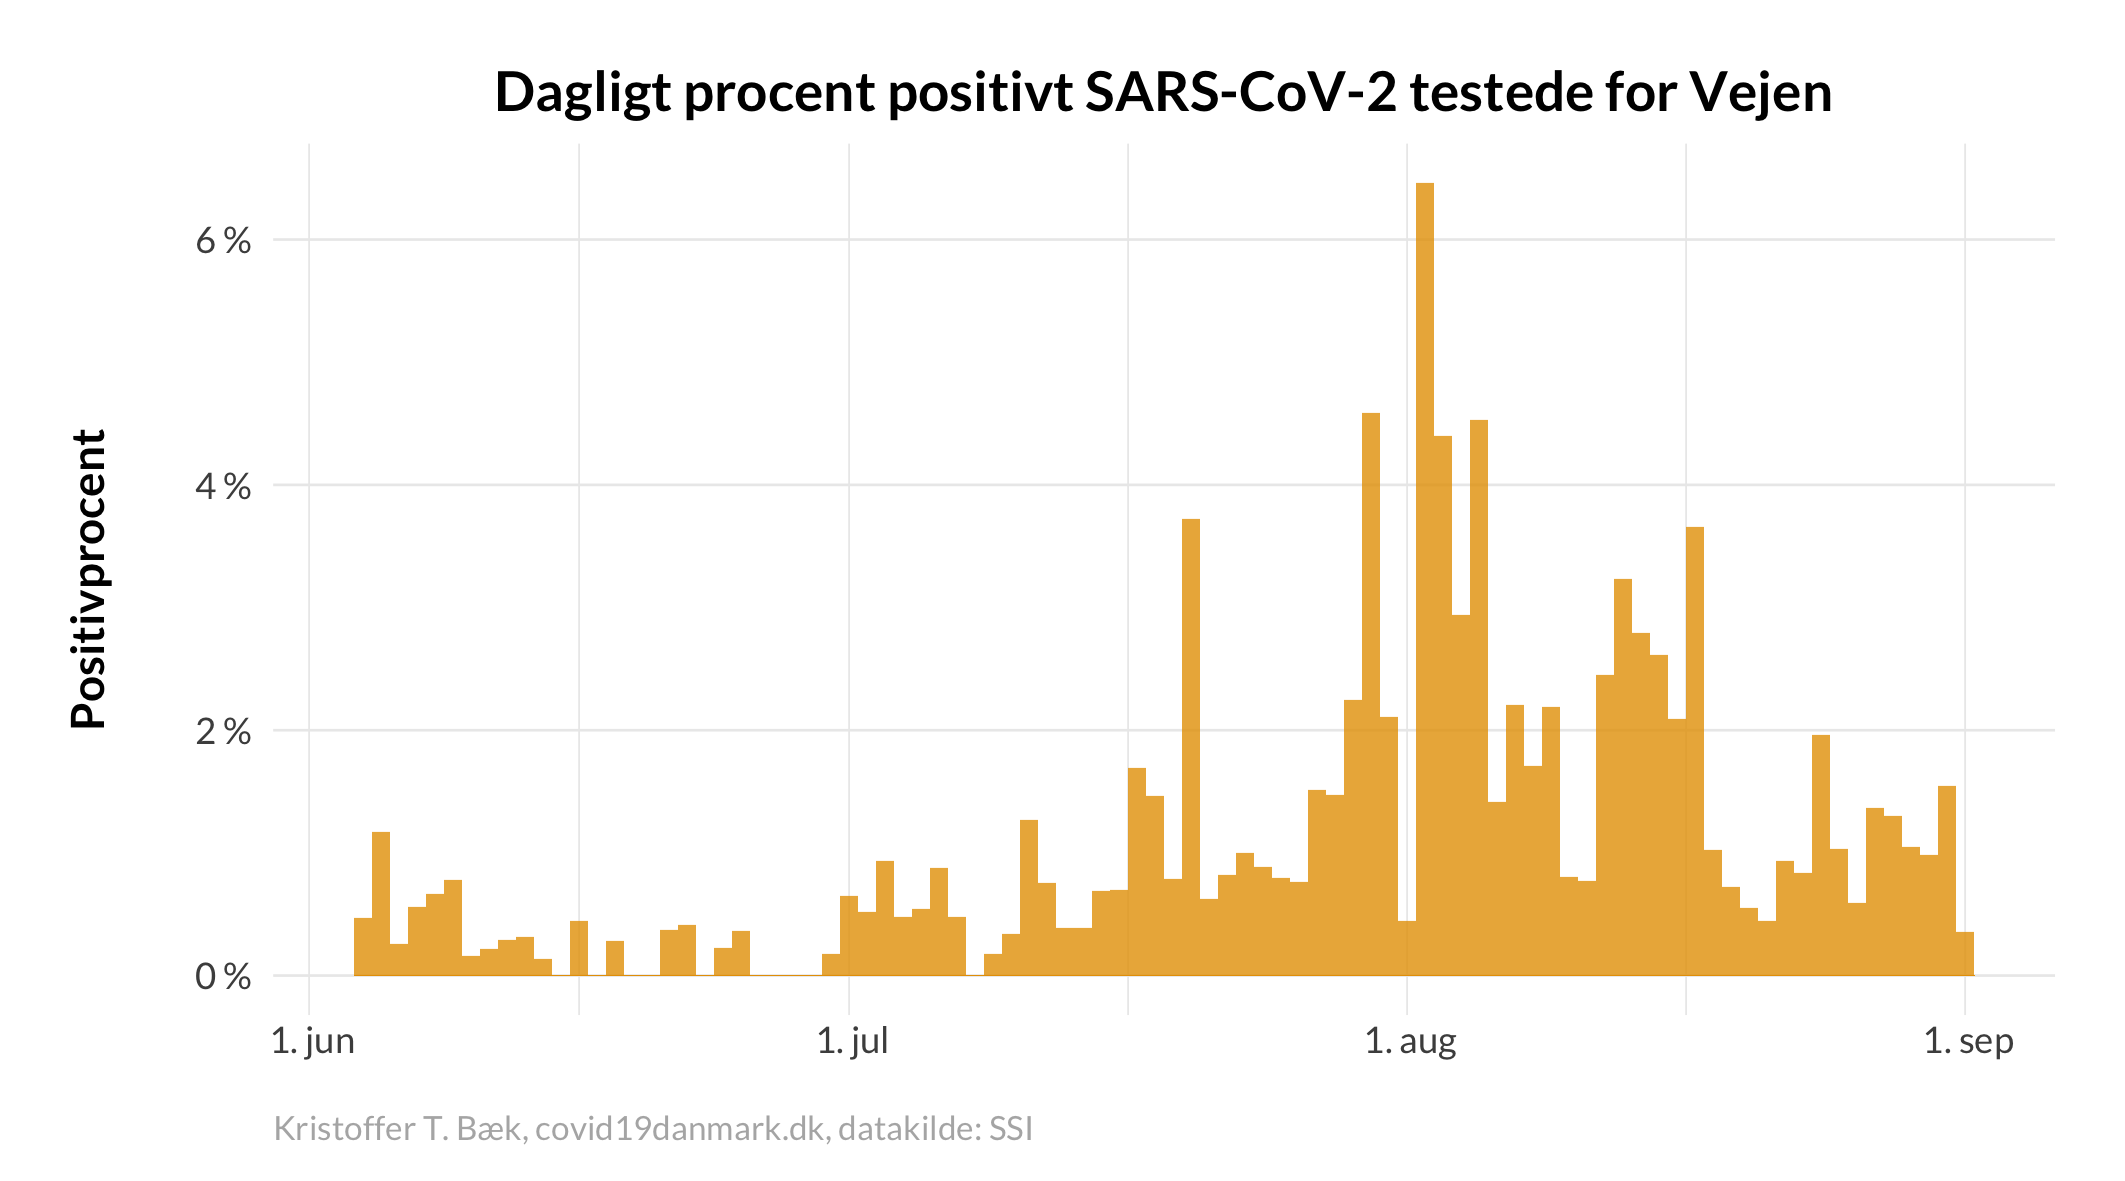 Dagligt procent positivt SARS-CoV-2 testede for Vejen
Positivprocent
6 %
4 %
2 %
0 %
1. jun
1. jul
1. aug
1. sep
Kristoffer T. Bæk, covid19danmark.dk, datakilde: SSI